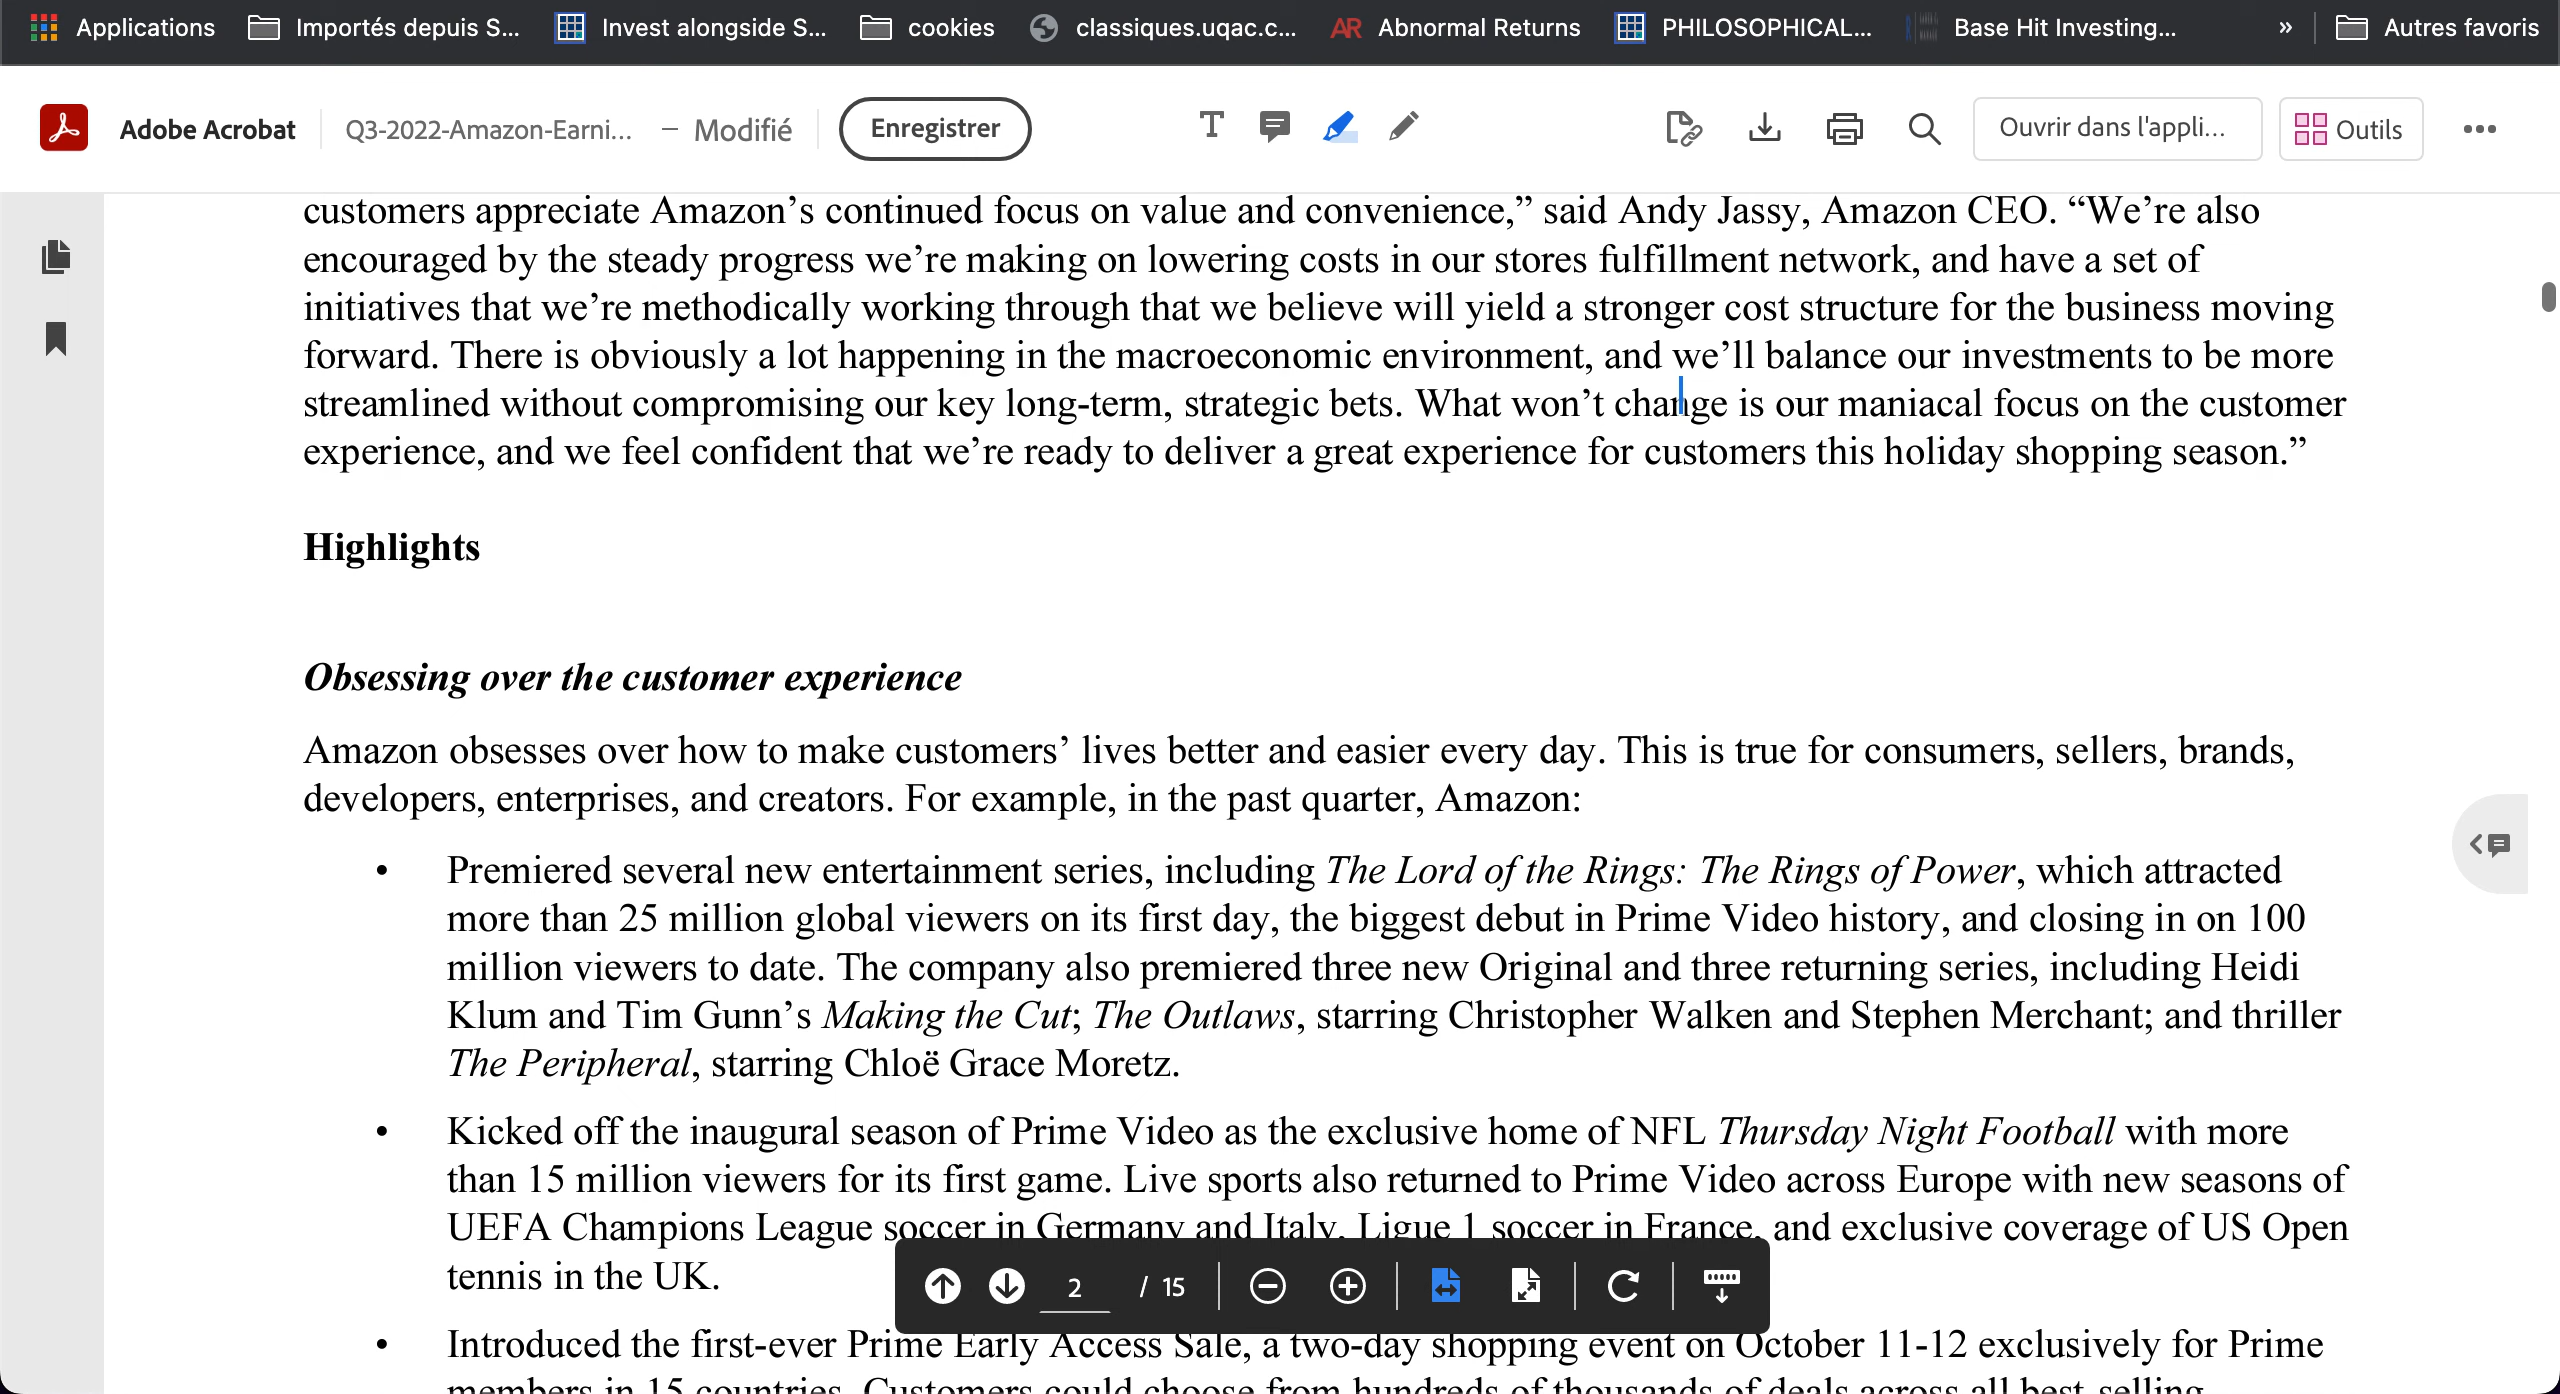 Applications Importés depuis S... Invest alongside S... cookies classiques.uqac.c... AR Abnormal Returns PHILOSOPHICAL... Base Hit Investing... » Autres favoris
Adobe Acrobat Q3-2022-Amazon-Earni... – Modifié Enregistrer T Ouvrir dans l'appli... Outils
customers appreciate Amazon’s continued focus on value and convenience,” said Andy Jassy, Amazon CEO. “We’re also
encouraged by the steady progress we’re making on lowering costs in our stores fulfillment network, and have a set of
initiatives that we’re methodically working through that we believe will yield a stronger cost structure for the business moving
forward. There is obviously a lot happening in the macroeconomic environment, and we’ll balance our investments to be more
streamlined without compromising our key long-term, strategic bets. What won’t change is our maniacal focus on the customer
experience, and we feel confident that we’re ready to deliver a great experience for customers this holiday shopping season.”
Highlights
Obsessing over the customer experience
Amazon obsesses over how to make customers’ lives better and easier every day. This is true for consumers, sellers, brands,
developers, enterprises, and creators. For example, in the past quarter, Amazon:
• Premiered several new entertainment series, including The Lord of the Rings: The Rings of Power, which attracted
more than 25 million global viewers on its first day, the biggest debut in Prime Video history, and closing in on 100
million viewers to date. The company also premiered three new Original and three returning series, including Heidi
Klum and Tim Gunn’s Making the Cut; The Outlaws, starring Christopher Walken and Stephen Merchant; and thriller
The Peripheral, starring Chloë Grace Moretz.
• Kicked off the inaugural season of Prime Video as the exclusive home of NFL Thursday Night Football with more
than 15 million viewers for its first game. Live sports also returned to Prime Video across Europe with new seasons of
UEFA Champions League soccer in Germany and Italy, Ligue 1 soccer in France, and exclusive coverage of US Open
tennis in the UK.
2 / 15
• Introduced the first-ever Prime Early Access Sale, a two-day shopping event on October 11-12 exclusively for Prime
members in 15 countries. Customers could choose from hundreds of thousands of deals across all best-selling